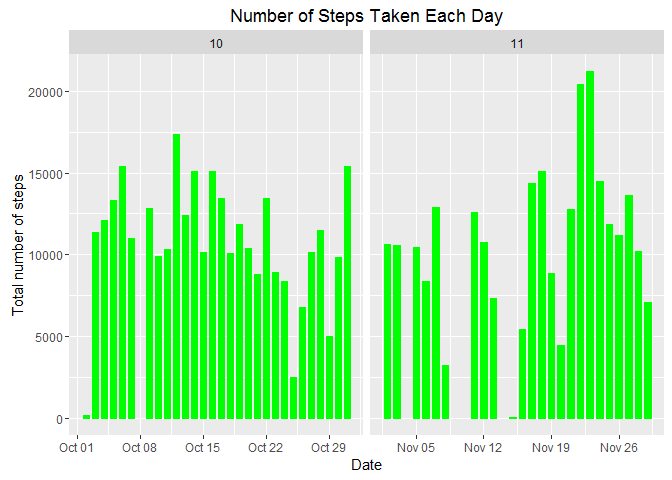 Number of Steps Taken Each Day
10
11
20000
15000
10000
5000
0
Total number of steps
Oct 01
Oct 08
Oct 15
Oct 22
Oct 29
Nov 05
Nov 12
Nov 19
Nov 26
Date